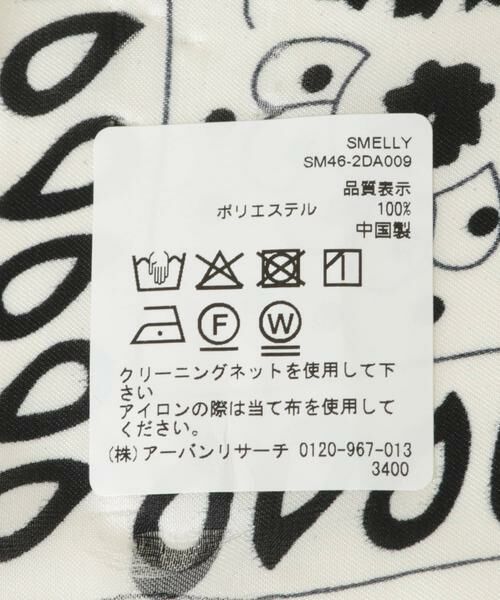 SMELLY
SM46-2DA009
品質表示
ポリエステル 100%
中国製
F W
クリーニングネットを使用して下
さい
アイロンの際は当て布を使用して
ください。
(株)アーバンリサーチ 0120-967-013
3400